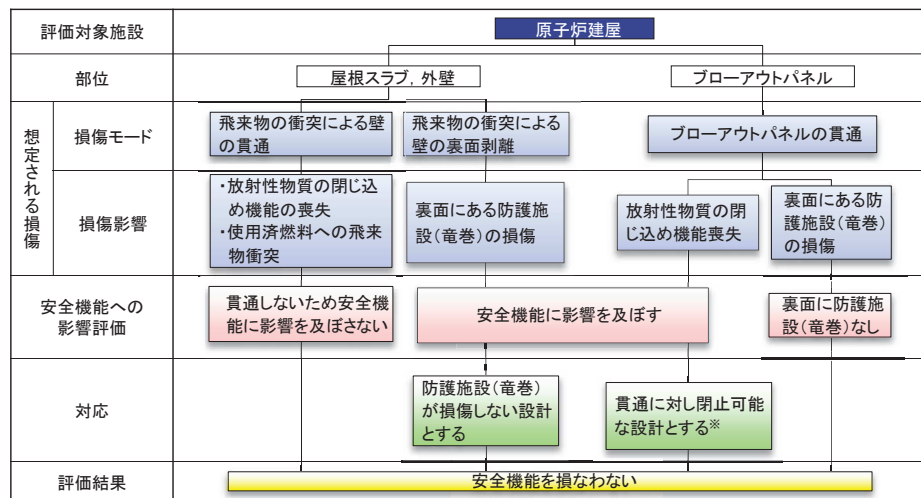 評価対象施設
原子炉建屋
部位
屋根スラブ，外壁
ブローアウトパネル
想定される損傷
損傷モード
飛来物の衝突による壁
の貫通
飛来物の衝突による
壁の裏面剥離
ブローアウトパネルの貫通
損傷影響
・放射性物質の閉じ込
め機能の喪失
・使用済燃料への飛来
物衝突
裏面にある防護施
設（竜巻）の損傷
放射性物質の閉
じ込め機能喪失
裏面にある防護
施設（竜巻）の
の損傷
安全機能への
影響評価
貫通しないため安全機
能に影響を及ぼさない
安全機能に影響を及ぼす
裏面に防護施
設（竜巻）なし
対応
防護施設（竜巻）
が損傷しない設計
とする
貫通に対し閉止可能
な設計とする※
評価結果
安全機能を損なわない